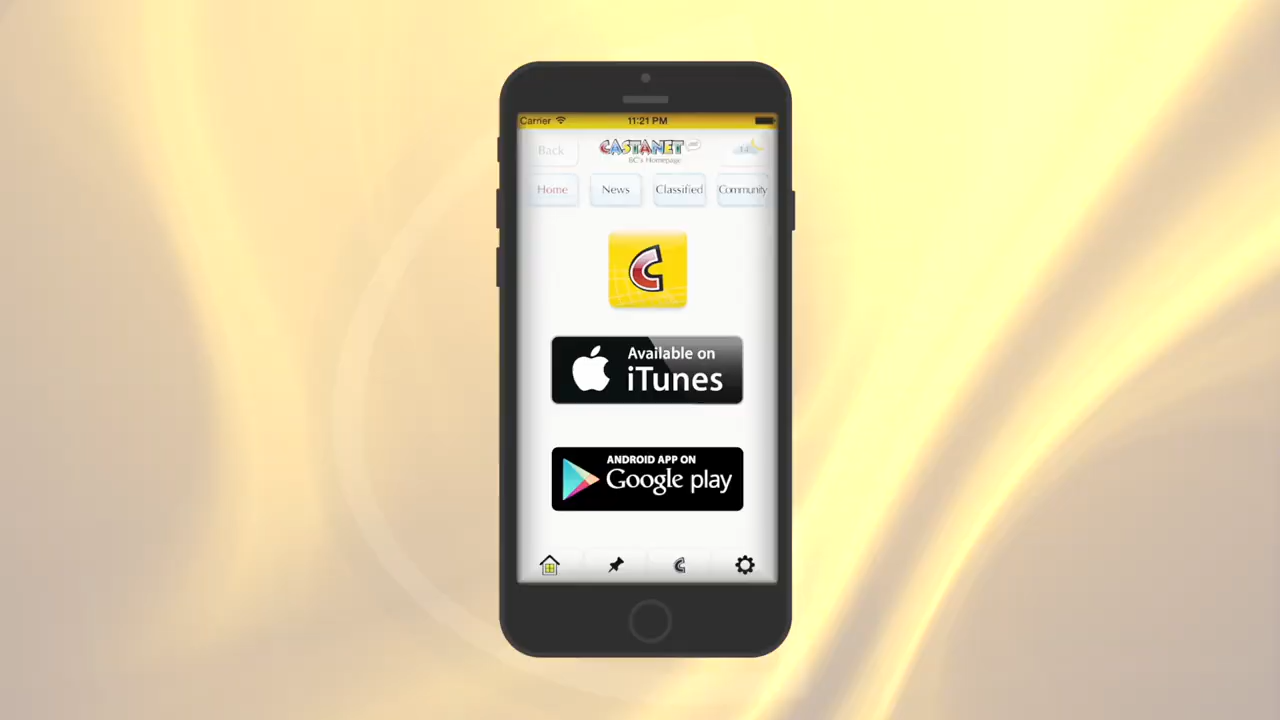 Carrier 11:21 PM
Back CASTANET
BC's Homepage
Home News Classified Community
C
Available on
iTunes
ANDROID APP ON
Google play